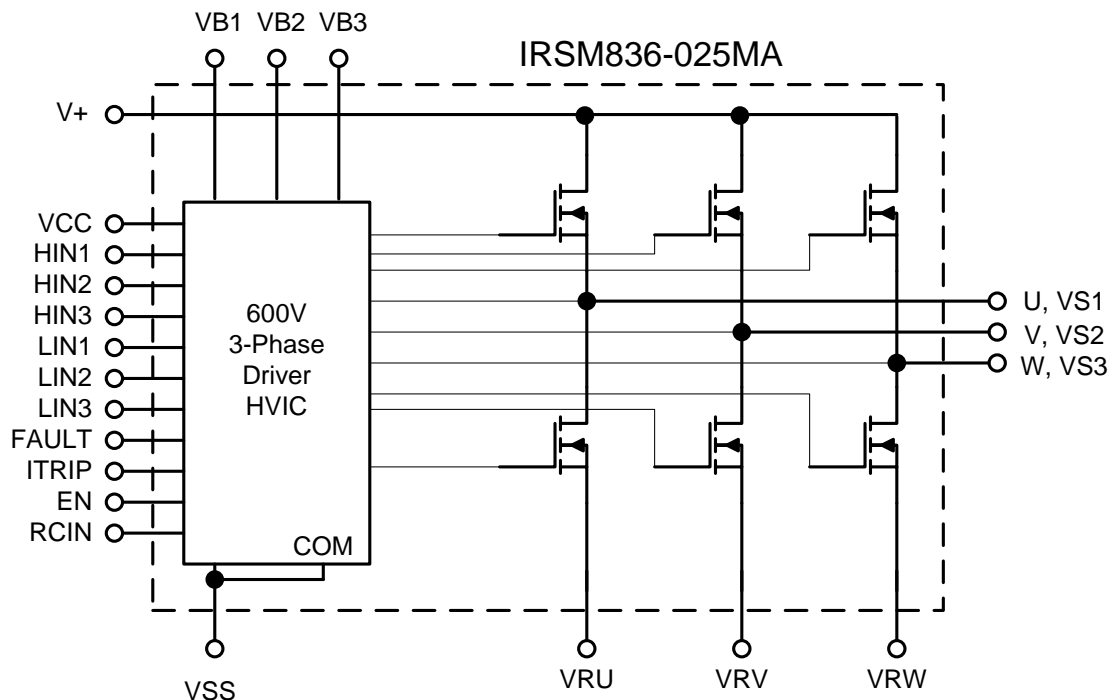 VB1 VB2 VB3
IRSM836-025MA
V+
VCC
HIN1
HIN2
HIN3
LIN1
LIN2
LIN3
FAULT
ITRIP
EN
RCIN
600V
3-Phase
Driver
HVIC
COM
U, VS1
V, VS2
W, VS3
VSS
VRU VRV VRW